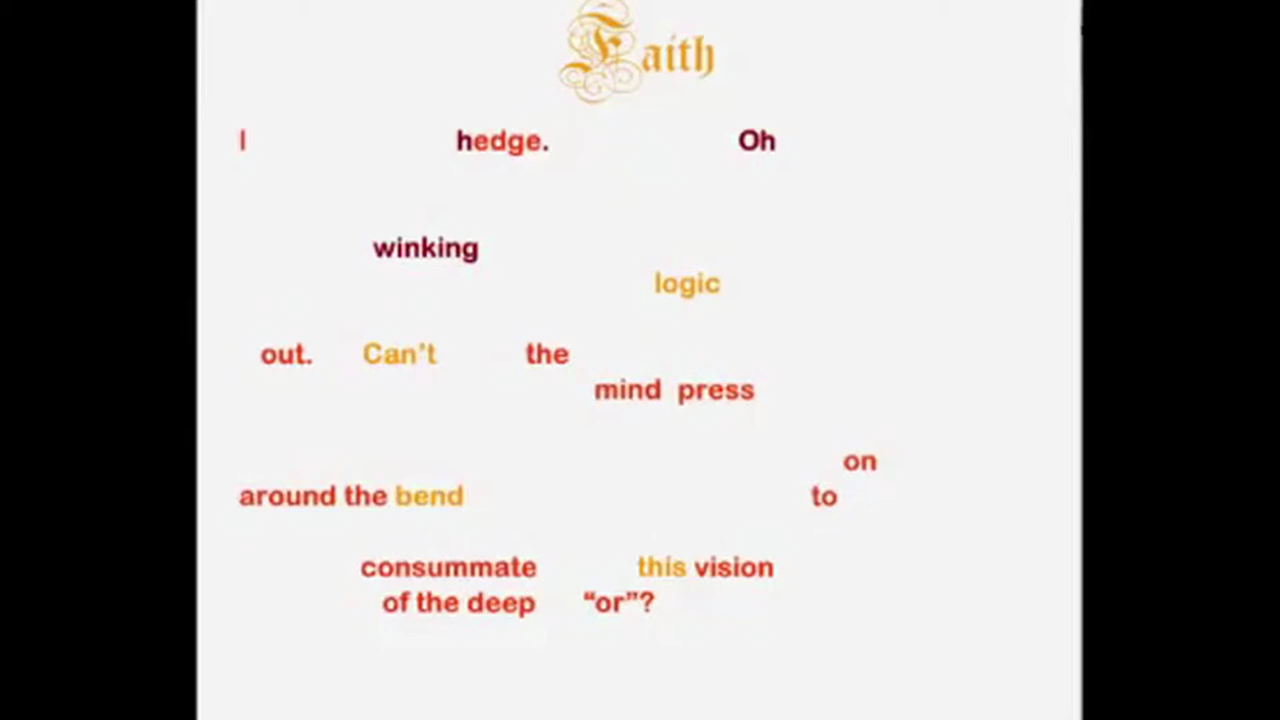 Faith
I hedge. Oh
winking
logic
out. Can't the
mind press
on
around the bend to
consummate this vision
of the deep “or”?